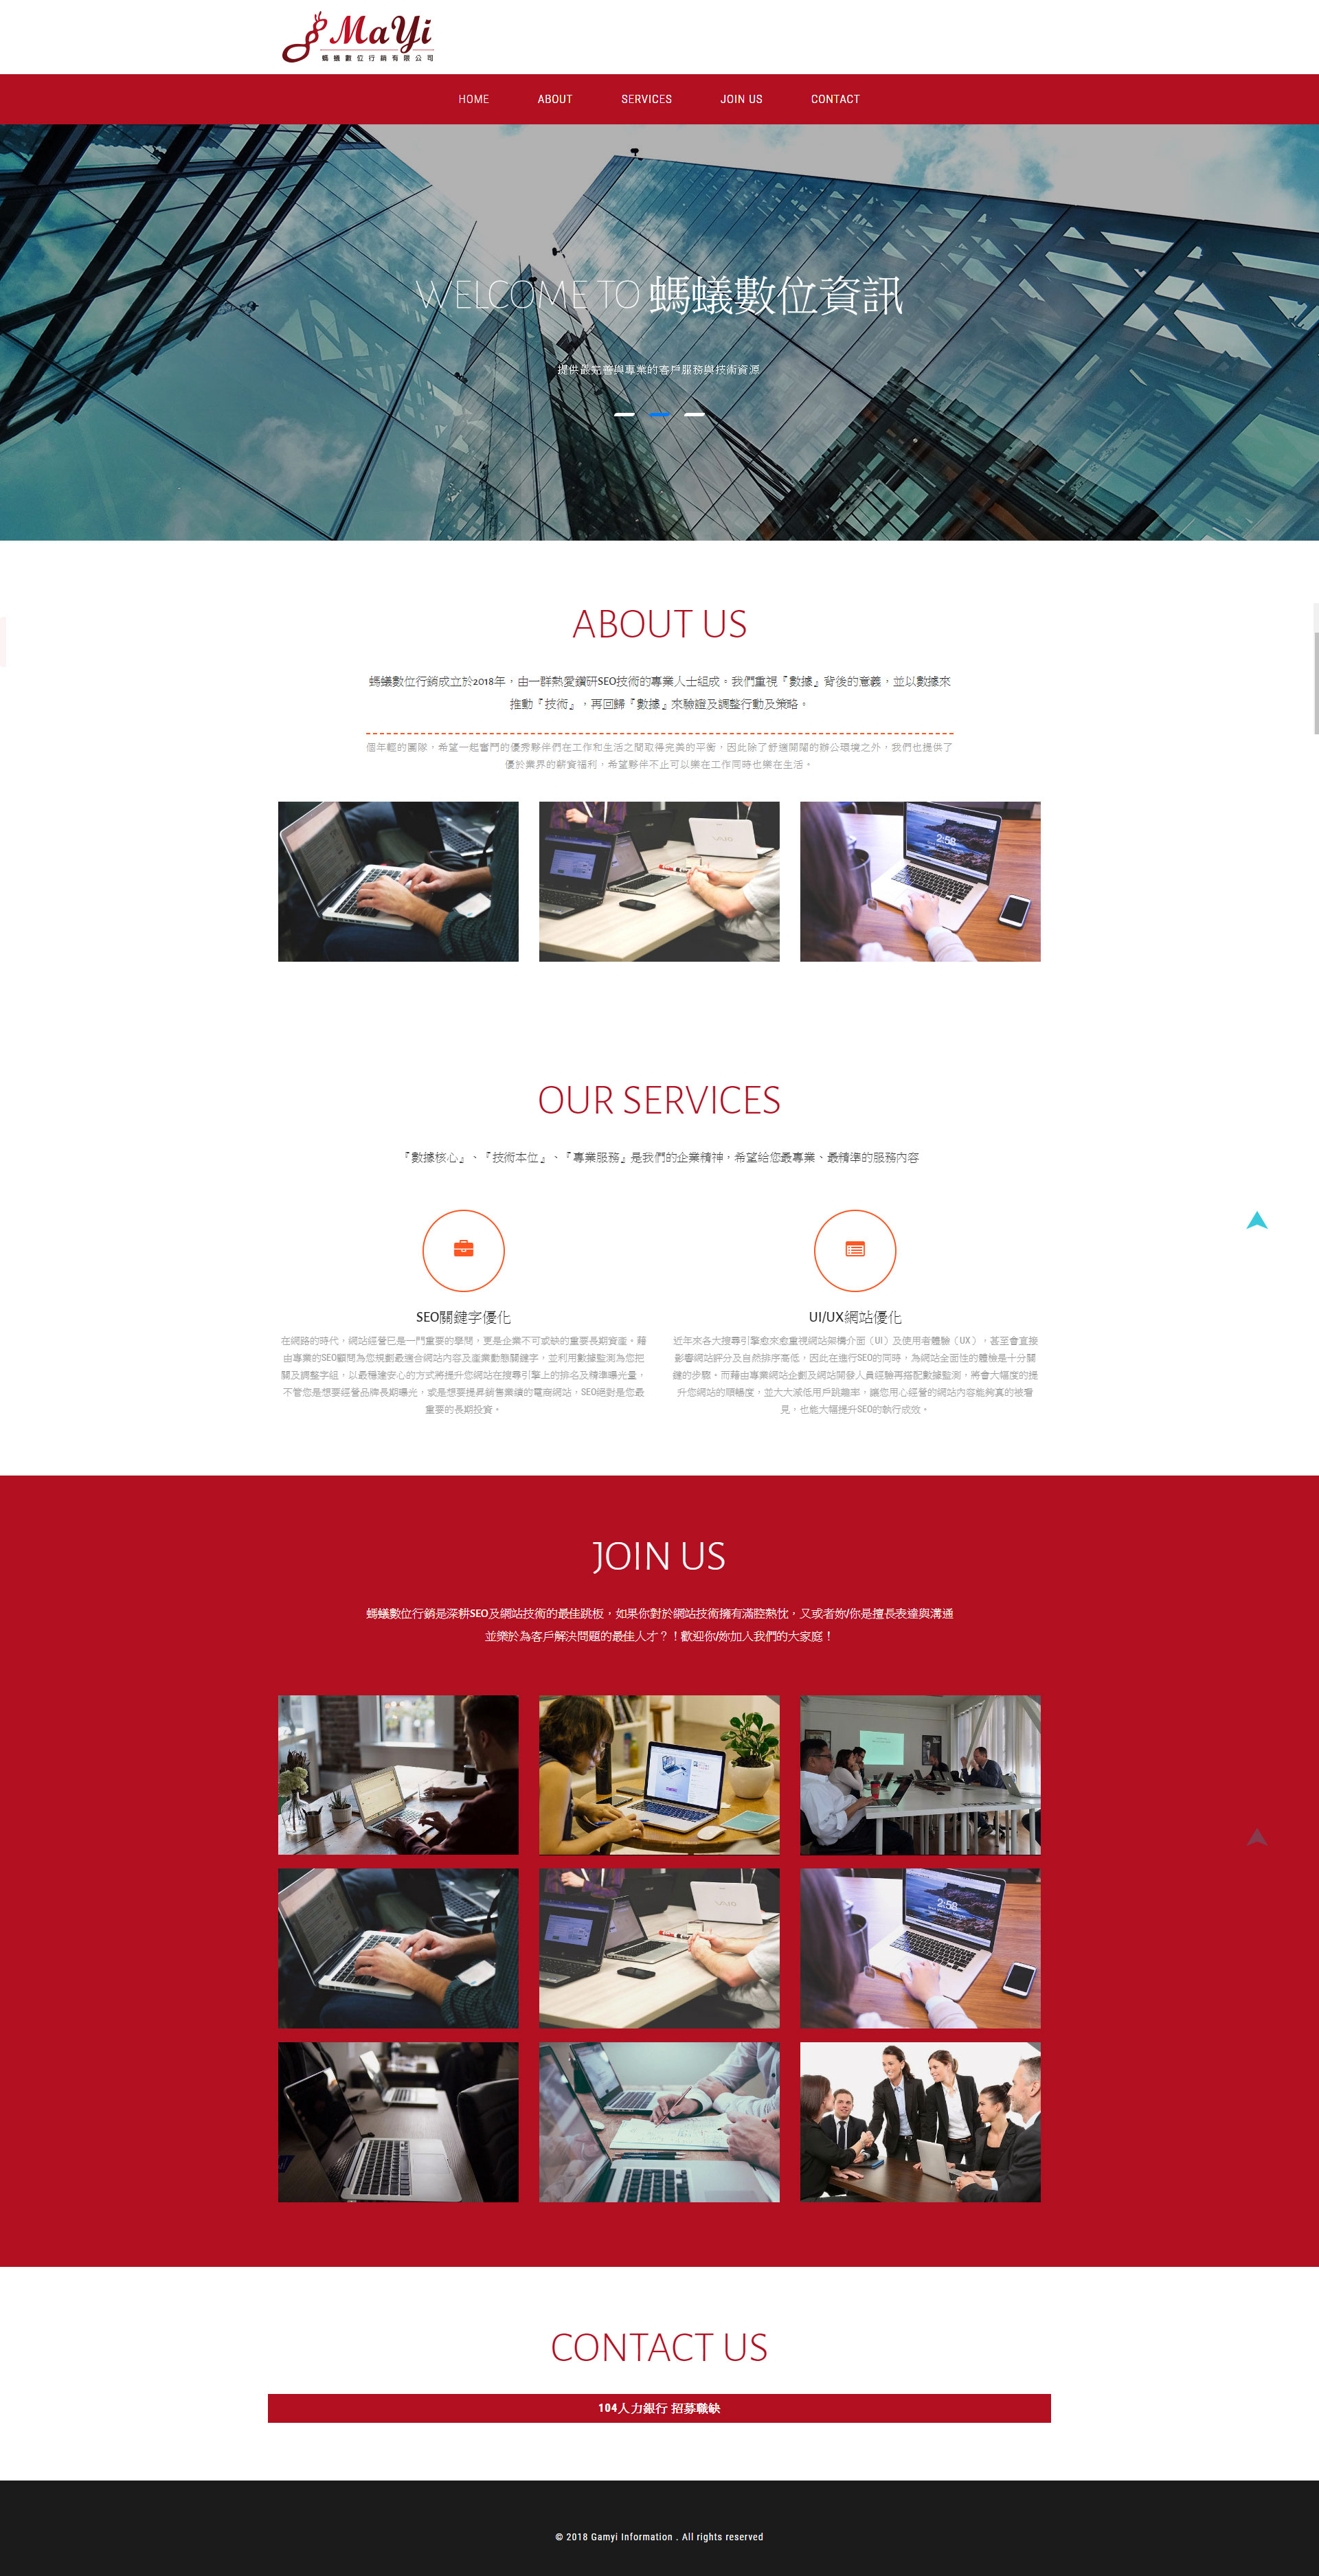 MaYi
螞蟻數位行銷有限公司
HOME
ABOUT
SERVICES
JOIN US
CONTACT
WELCOME TO 螞蟻數位資訊
提供最完善與專業的客戶服務與技術資源
ABOUT US
螞蟻數位行銷成立於2018年，由一群熱愛鑽研SEO技術的專業人士組成。我們重視『數據』背後的意義，並以數據來
推動『技術』，再回歸『數據』來驗證及調整行動及策略。
個年輕的團隊，希望一起奮鬥的優秀夥伴們在工作和生活之間取得完美的平衡，因此除了舒適開闊的辦公環境之外，我們也提供了
優於業界的薪資福利，希望夥伴不止可以樂在工作同時也樂在生活。
VAIO
2:58
OUR SERVICES
『數據核心』、『技術本位』、『專業服務』是我們的企業精神，希望給您最專業、最精準的服務內容
SEO關鍵字優化
在網路的時代，網站經營已是一門重要的學問，更是企業不可或缺的重要長期資產。藉
由專業的SEO顧問為您規劃最適合網站內容及產業動態關鍵字，並利用數據監測為您把
關及調整字組，以最穩建安心的方式將提升您網站在搜尋引擎上的排名及精準曝光量，
不管您是想要經營品牌長期曝光，或是想要提昇銷售業績的電商網站，SEO絕對是您最
重要的長期投資。
UI/UX網站優化
近年來各大搜尋引擎愈來愈重視網站架構介面（UI）及使用者體驗（UX），甚至會直接
影響網站評分及自然排序高低，因此在進行SEO的同時，為網站全面性的體檢是十分關
鍵的步驟。而藉由專業網站企劃及網站開發人員經驗再搭配數據監測，將會大幅度的提
升您網站的順暢度，並大大減低用戶跳離率，讓您用心經營的網站內容能夠真的被看
見，也能大幅提升SEO的執行成效。
JOIN US
螞蟻數位行銷是深耕SEO及網站技術的最佳跳板，如果你對於網站技術擁有滿腔熱忱，又或者妳/你是擅長表達與溝通
並樂於為客戶解決問題的最佳人才？！歡迎你/妳加入我們的大家庭！
VAIO
2:58
CONTACT US
104人力銀行 招募職缺
© 2018 Gamyi Information . All rights reserved